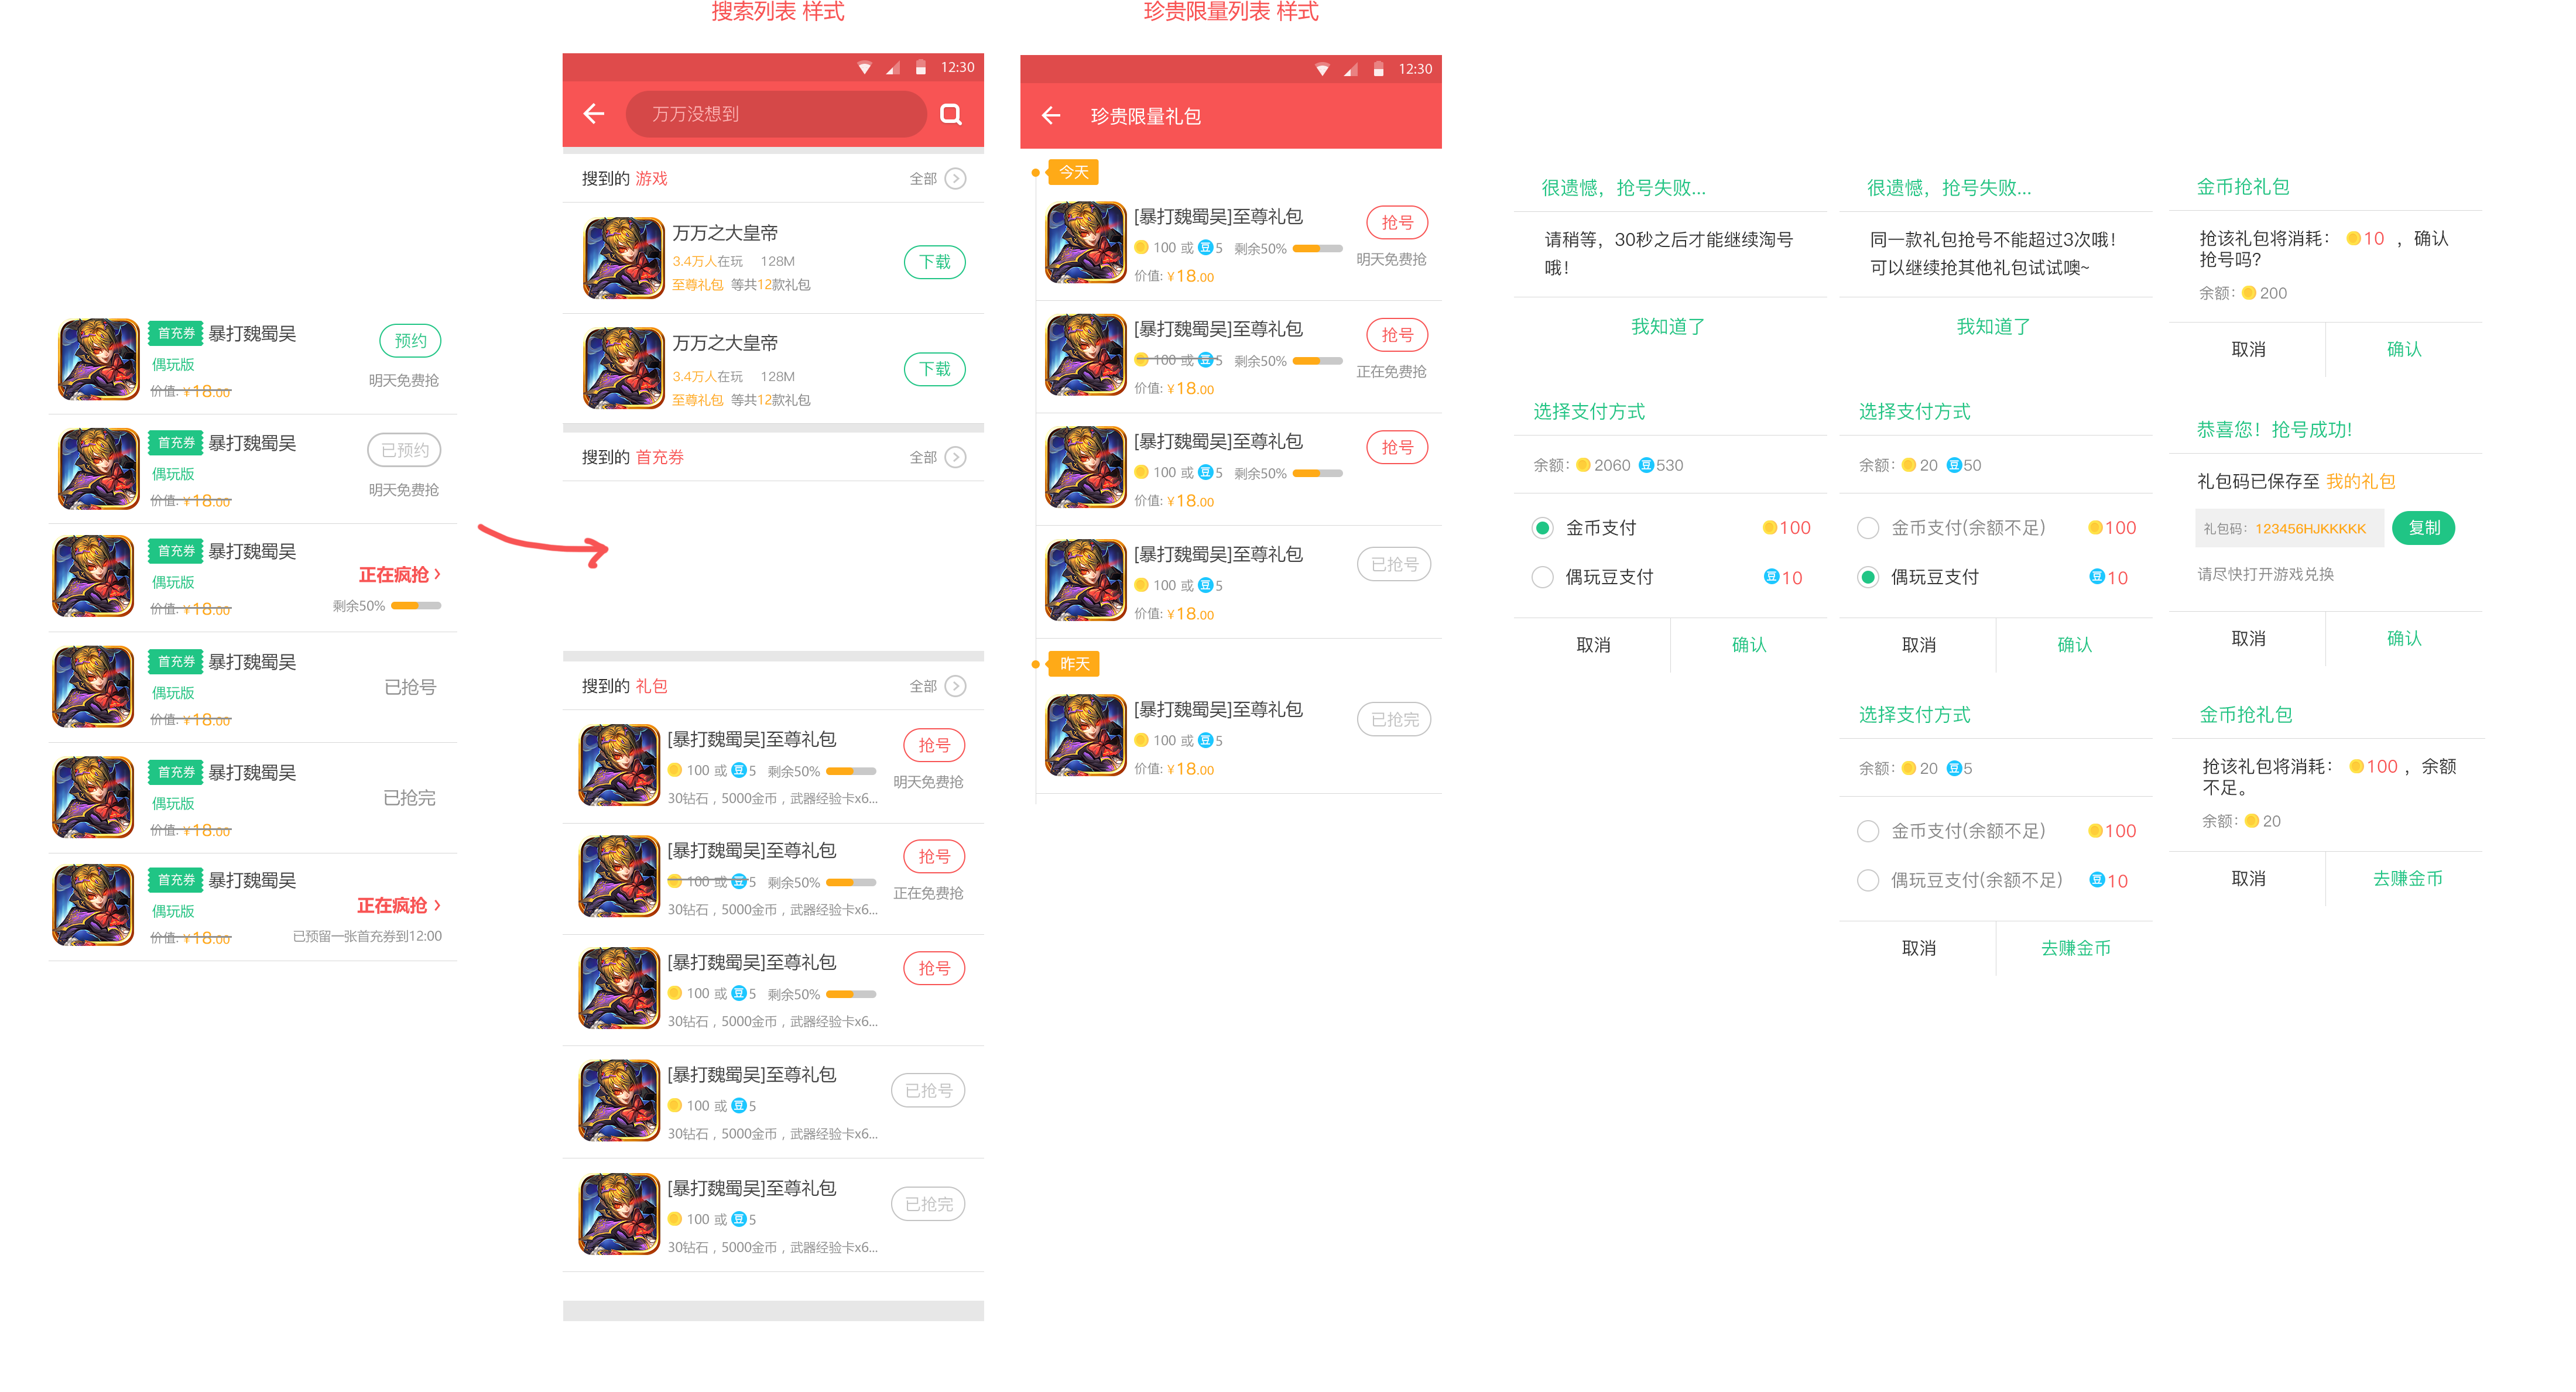 搜索列表 样式
珍贵限量列表 样式
首充券 暴打魏蜀吴
预约
偶玩版
明天免费抢
价值: ¥18.00
首充券 暴打魏蜀吴
已预约
偶玩版
明天免费抢
价值: ¥18.00
首充券 暴打魏蜀吴
正在疯抢 ›
偶玩版
价值: ¥18.00
剩余50%
首充券 暴打魏蜀吴
已抢号
偶玩版
价值: ¥18.00
首充券 暴打魏蜀吴
已抢完
偶玩版
价值: ¥18.00
首充券 暴打魏蜀吴
正在疯抢 ›
偶玩版
价值: ¥18.00
已预留一张首充券到12:00
12:30
万万没想到
搜到的 游戏
全部
万万之大皇帝
3.4万人在玩 128M
下载
至尊礼包 等共12款礼包
万万之大皇帝
3.4万人在玩 128M
下载
至尊礼包 等共12款礼包
搜到的 首充券
全部
搜到的 礼包
全部
[暴打魏蜀吴]至尊礼包
抢号
100 或 豆5 剩余50%
明天免费抢
30钻石，5000金币，武器经验卡x6...
[暴打魏蜀吴]至尊礼包
抢号
100 或 豆5 剩余50%
正在免费抢
30钻石，5000金币，武器经验卡x6...
[暴打魏蜀吴]至尊礼包
抢号
100 或 豆5 剩余50%
30钻石，5000金币，武器经验卡x6...
[暴打魏蜀吴]至尊礼包
已抢号
100 或 豆5
30钻石，5000金币，武器经验卡x6...
[暴打魏蜀吴]至尊礼包
已抢完
100 或 豆5
30钻石，5000金币，武器经验卡x6...
12:30
珍贵限量礼包
今天
[暴打魏蜀吴]至尊礼包
抢号
100 或 豆5 剩余50%
明天免费抢
价值: ¥18.00
[暴打魏蜀吴]至尊礼包
抢号
100 或 豆5 剩余50%
正在免费抢
价值: ¥18.00
[暴打魏蜀吴]至尊礼包
抢号
100 或 豆5 剩余50%
价值: ¥18.00
[暴打魏蜀吴]至尊礼包
已抢号
100 或 豆5
价值: ¥18.00
昨天
[暴打魏蜀吴]至尊礼包
已抢完
100 或 豆5
价值: ¥18.00
很遗憾，抢号失败...
请稍等，30秒之后才能继续淘号
哦！
我知道了
很遗憾，抢号失败...
同一款礼包抢号不能超过3次哦！
可以继续抢其他礼包试试噢~
我知道了
金币抢礼包
抢该礼包将消耗： 10 ，确认
抢号吗?
余额： 200
取消
确认
选择支付方式
余额： 2060 豆530
金币支付 100
偶玩豆支付 豆10
取消
确认
选择支付方式
余额： 20 豆50
金币支付(余额不足) 100
偶玩豆支付 豆10
取消
确认
恭喜您！抢号成功!
礼包码已保存至 我的礼包
礼包码：123456HJKKKKK
复制
请尽快打开游戏兑换
取消
确认
选择支付方式
余额： 20 豆5
金币支付(余额不足) 100
偶玩豆支付(余额不足) 豆10
取消
去赚金币
金币抢礼包
抢该礼包将消耗： 100 ，余额
不足。
余额： 20
取消
去赚金币